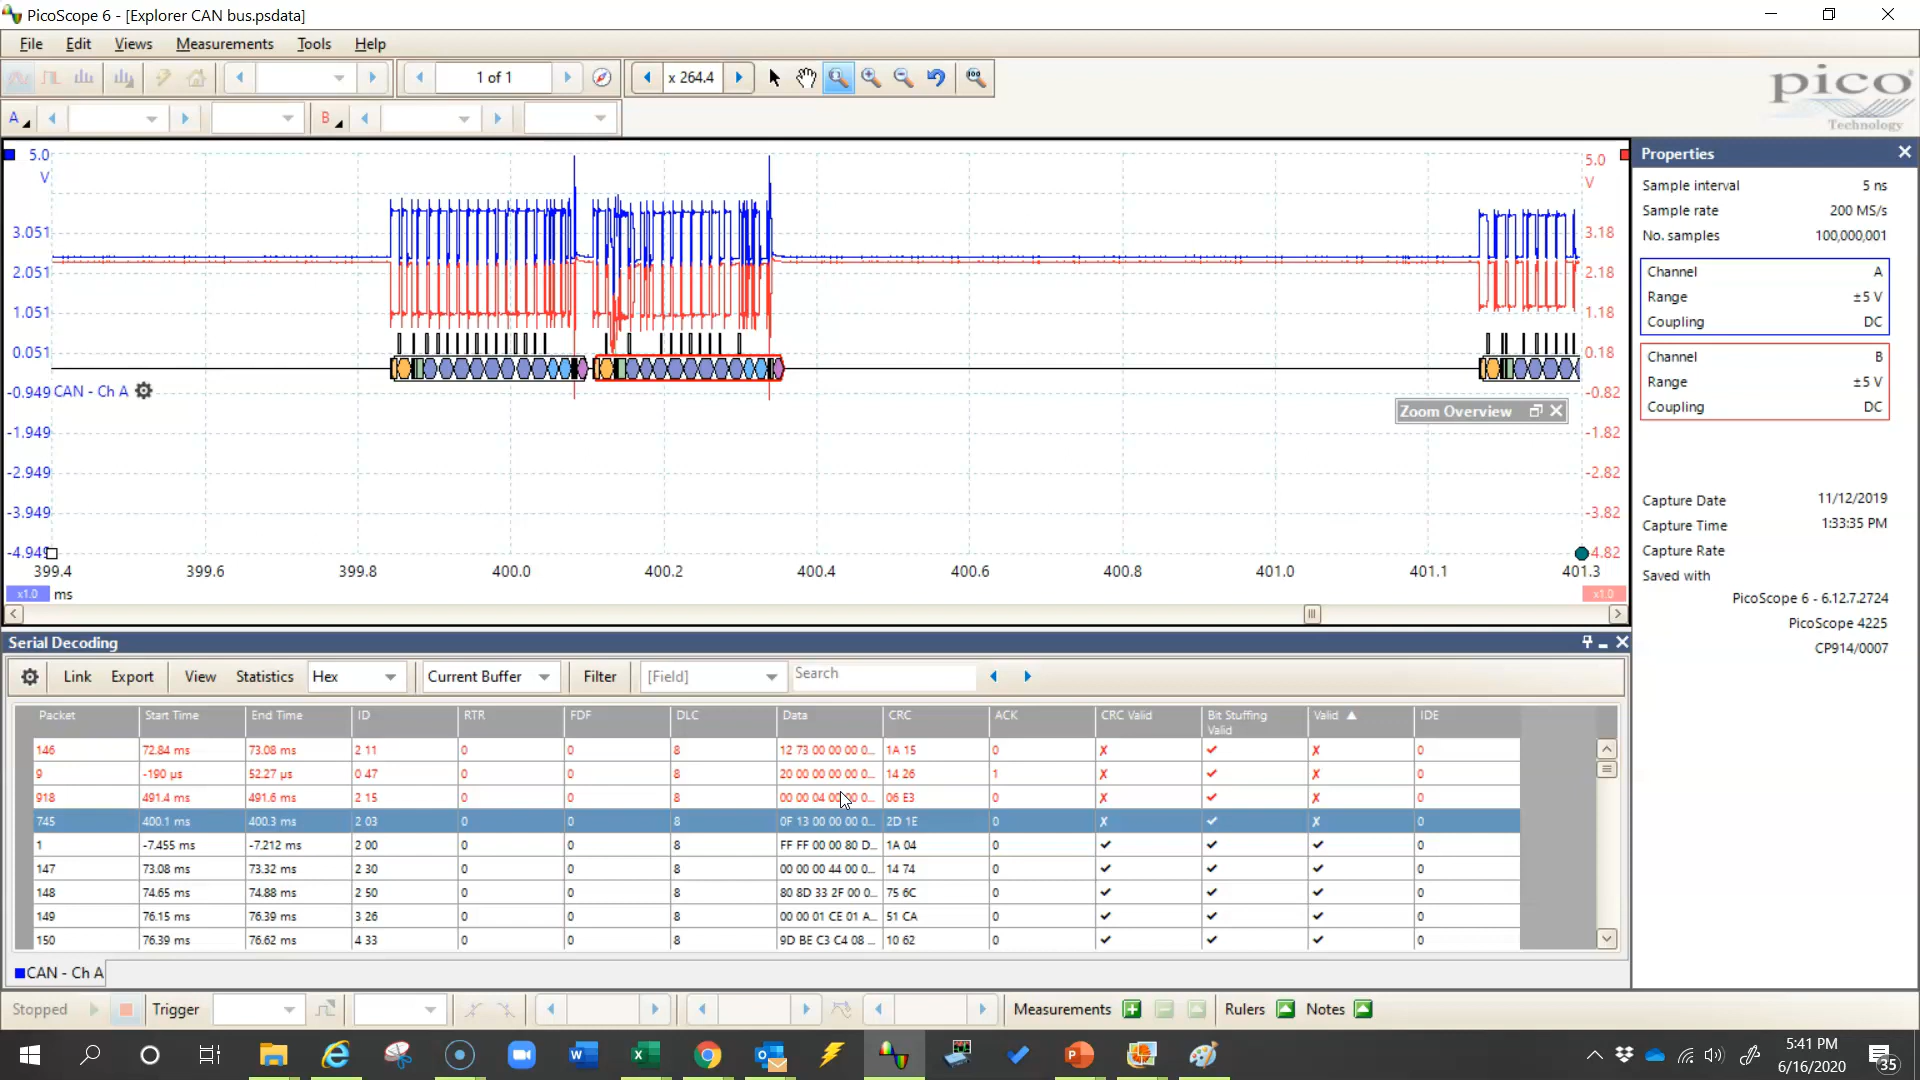 PicoScope 6 - [Explorer CAN bus.psdata]
File Edit Views Measurements Tools Help
1 of 1 x 264.4
pico
Technology
A B
5.0
V
3.051
2.051
1.051
0.051
-0.949
-1.949
-2.949
-3.949
-4.949
CAN - Ch A
5.0
V
3.18
2.18
1.18
0.18
-0.82
-1.82
-2.82
-3.82
-4.82
Zoom Overview
399.4 399.6 399.8 400.0 400.2 400.4 400.6 400.8 401.0 401.1 401.3
x1.0 ms x1.0
Properties
Sample interval 5 ns
Sample rate 200 MS/s
No. samples 100,000,001
Channel A
Range ±5 V
Coupling DC
Channel B
Range ±5 V
Coupling DC
Capture Date 11/12/2019
Capture Time 1:33:35 PM
Capture Rate
Saved with
PicoScope 6 - 6.12.7.2724
PicoScope 4225
CP914/0007
Serial Decoding
Link Export View Statistics Hex Current Buffer Filter [Field] Search
Packet Start Time End Time ID RTR FDF DLC Data CRC ACK CRC Valid Bit Stuffing Valid Valid ▲ IDE
146 72.84 ms 73.08 ms 2 11 0 0 8 12 73 00 00 00 0... 1A 15 0 ✗ ✓ ✗ 0
9 -190 µs 52.27 µs 0 47 0 0 8 20 00 00 00 00 0... 14 26 1 ✗ ✓ ✗ 0
918 491.4 ms 491.6 ms 2 15 0 0 8 00 00 04 00 00 0... 06 E3 0 ✗ ✓ ✗ 0
745 400.1 ms 400.3 ms 2 03 0 0 8 0F 13 00 00 00 0... 2D 1E 0 ✗ ✓ ✗ 0
1 -7.455 ms -7.212 ms 2 00 0 0 8 FF FF 00 00 80 D... 1A 04 0 ✓ ✓ ✓ 0
147 73.08 ms 73.32 ms 2 30 0 0 8 00 00 00 44 00 0... 14 74 0 ✓ ✓ ✓ 0
148 74.65 ms 74.88 ms 2 50 0 0 8 80 8D 33 2F 00 0... 75 6C 0 ✓ ✓ ✓ 0
149 76.15 ms 76.39 ms 3 26 0 0 8 00 00 01 CE 01 A... 51 CA 0 ✓ ✓ ✓ 0
150 76.39 ms 76.62 ms 4 33 0 0 8 9D BE C3 C4 08 ... 10 62 0 ✓ ✓ ✓ 0
CAN - Ch A
Stopped Trigger Measurements Rulers Notes
5:41 PM
6/16/2020
35